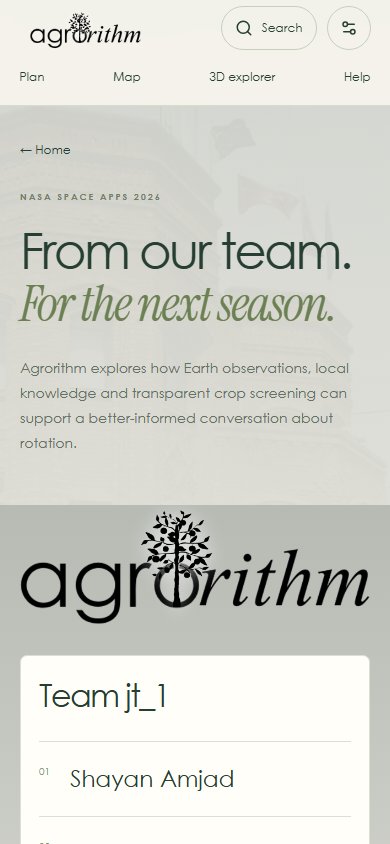 agrorithm
Search
Plan
Map
3D explorer
Help
← Home
NASA SPACE APPS 2026
From our team.
For the next season.
Agrorithm explores how Earth observations, local
knowledge and transparent crop screening can
support a better-informed conversation about
rotation.
agrorithm
Team jt_1
01 Shayan Amjad